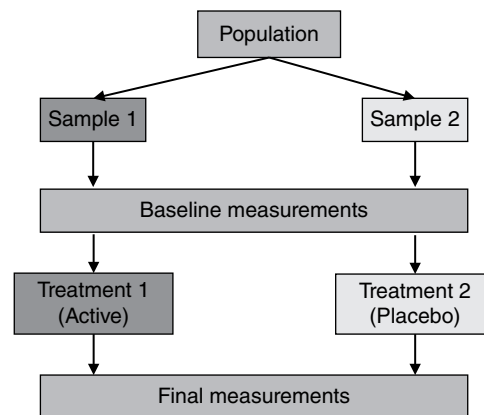 Population
Sample 1
Sample 2
Baseline measurements
Treatment 1
(Active)
Treatment 2
(Placebo)
Final measurements